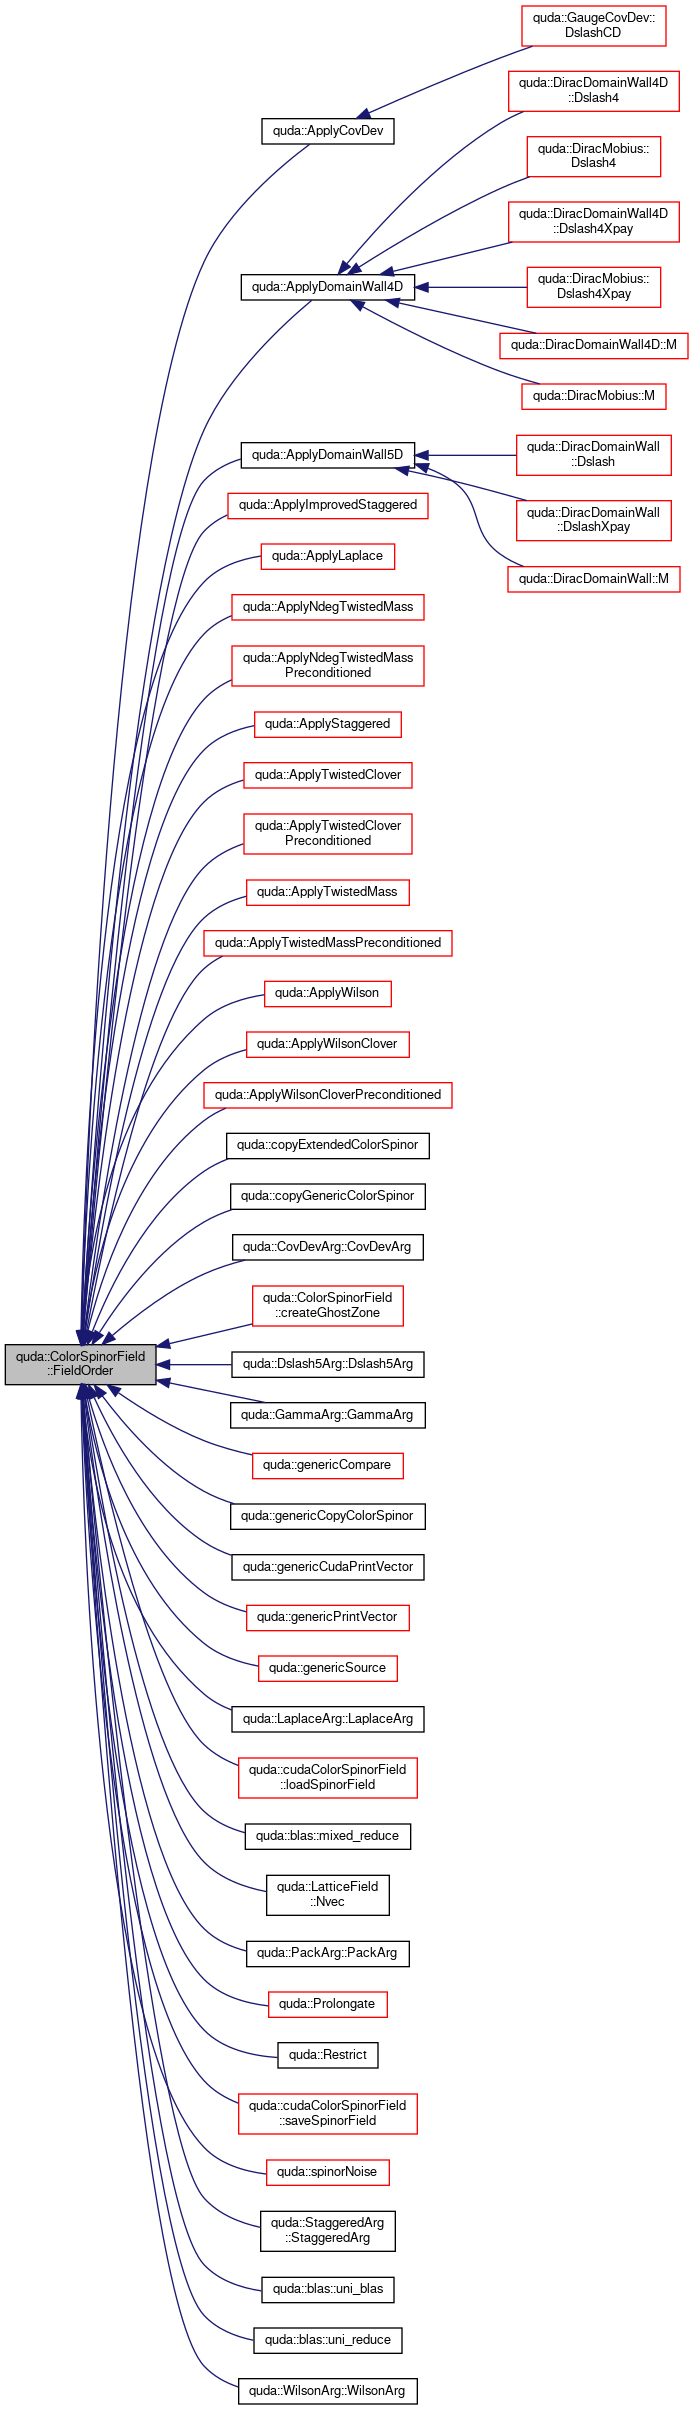 quda::GaugeCovDev::
DslashCD
quda::DiracDomainWall4D
::Dslash4
quda::ApplyCovDev
quda::DiracMobius::
Dslash4
quda::DiracDomainWall4D
::Dslash4Xpay
quda::ApplyDomainWall4D
quda::DiracMobius::
Dslash4Xpay
quda::DiracDomainWall4D::M
quda::DiracMobius::M
quda::ApplyDomainWall5D
quda::DiracDomainWall
::Dslash
quda::ApplyImprovedStaggered
quda::DiracDomainWall
::DslashXpay
quda::ApplyLaplace
quda::DiracDomainWall::M
quda::ApplyNdegTwistedMass
quda::ApplyNdegTwistedMass
Preconditioned
quda::ApplyStaggered
quda::ApplyTwistedClover
quda::ApplyTwistedClover
Preconditioned
quda::ApplyTwistedMass
quda::ApplyTwistedMassPreconditioned
quda::ApplyWilson
quda::ApplyWilsonClover
quda::ApplyWilsonCloverPreconditioned
quda::copyExtendedColorSpinor
quda::copyGenericColorSpinor
quda::CovDevArg::CovDevArg
quda::ColorSpinorField
::createGhostZone
quda::ColorSpinorField
::FieldOrder
quda::Dslash5Arg::Dslash5Arg
quda::GammaArg::GammaArg
quda::genericCompare
quda::genericCopyColorSpinor
quda::genericCudaPrintVector
quda::genericPrintVector
quda::genericSource
quda::LaplaceArg::LaplaceArg
quda::cudaColorSpinorField
::loadSpinorField
quda::blas::mixed_reduce
quda::LatticeField
::Nvec
quda::PackArg::PackArg
quda::Prolongate
quda::Restrict
quda::cudaColorSpinorField
::saveSpinorField
quda::spinorNoise
quda::StaggeredArg
::StaggeredArg
quda::blas::uni_blas
quda::blas::uni_reduce
quda::WilsonArg::WilsonArg